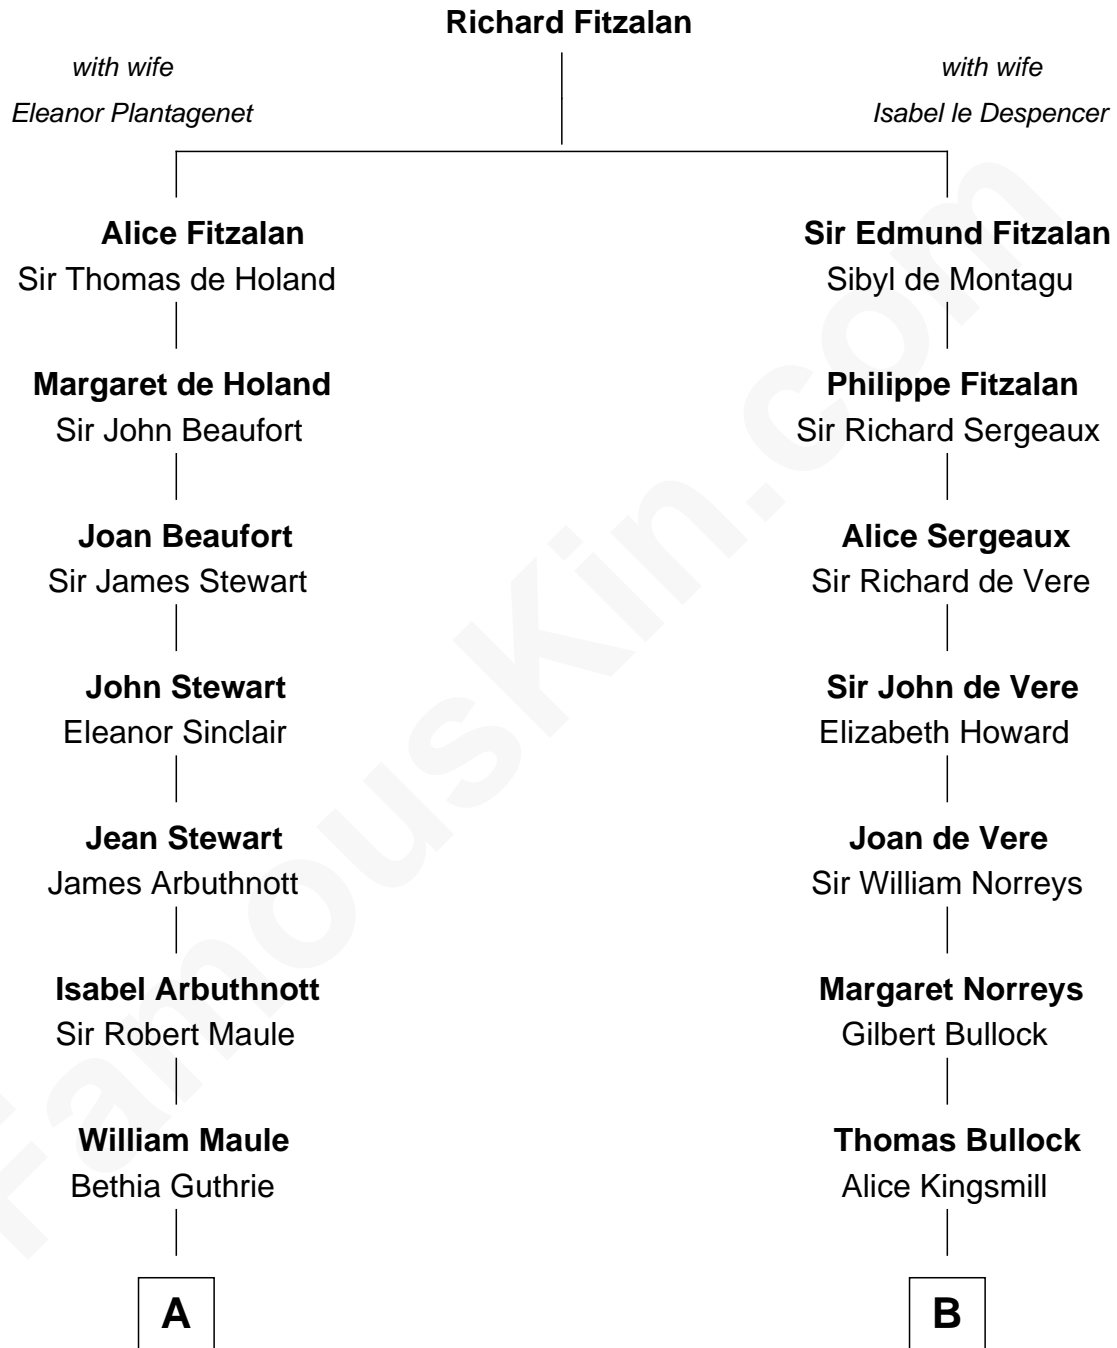 Richard Fitzalan
with wife
Eleanor Plantagenet
with wife
Isabel le Despencer
Alice Fitzalan
Sir Thomas de Holand
Sir Edmund Fitzalan
Sibyl de Montagu
Margaret de Holand
Sir John Beaufort
Philippe Fitzalan
Sir Richard Sergeaux
Joan Beaufort
Sir James Stewart
Alice Sergeaux
Sir Richard de Vere
John Stewart
Eleanor Sinclair
Sir John de Vere
Elizabeth Howard
Jean Stewart
James Arbuthnott
Joan de Vere
Sir William Norreys
Isabel Arbuthnott
Sir Robert Maule
Margaret Norreys
Gilbert Bullock
William Maule
Bethia Guthrie
Thomas Bullock
Alice Kingsmill
A
B
FamousKin.com